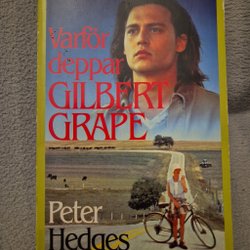 Varför
deppar
GILBERT
GRAPE
Peter
Hedges